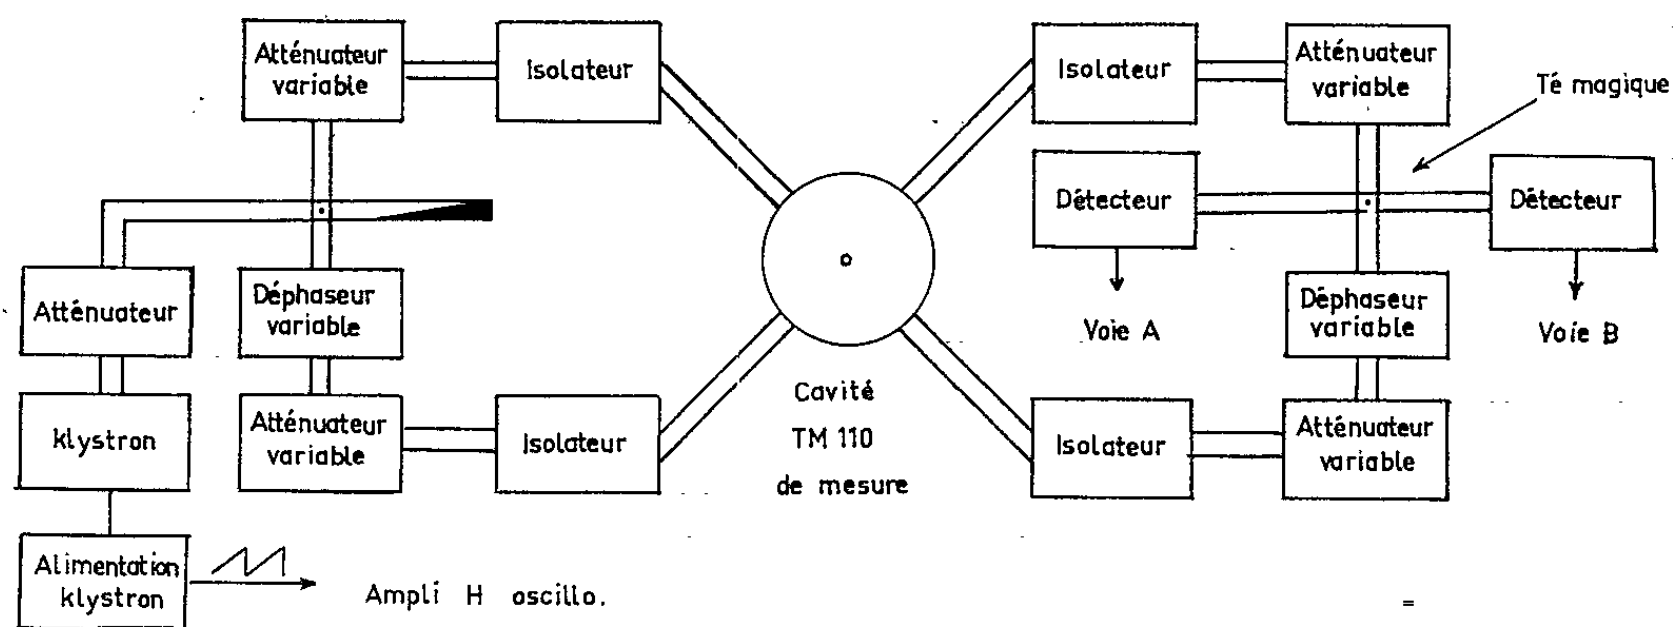 Atténuateur
variable
Isolateur
Isolateur
Atténuateur
variable
Té magique
Détecteur
Détecteur
Atténuateur
Déphaseur
variable
Voie A
Déphaseur
variable
Voie B
klystron
Atténuateur
variable
Isolateur
Cavité
TM 110
de mesure
Isolateur
Atténuateur
variable
Alimentation
klystron
Ampli H oscillo.
=